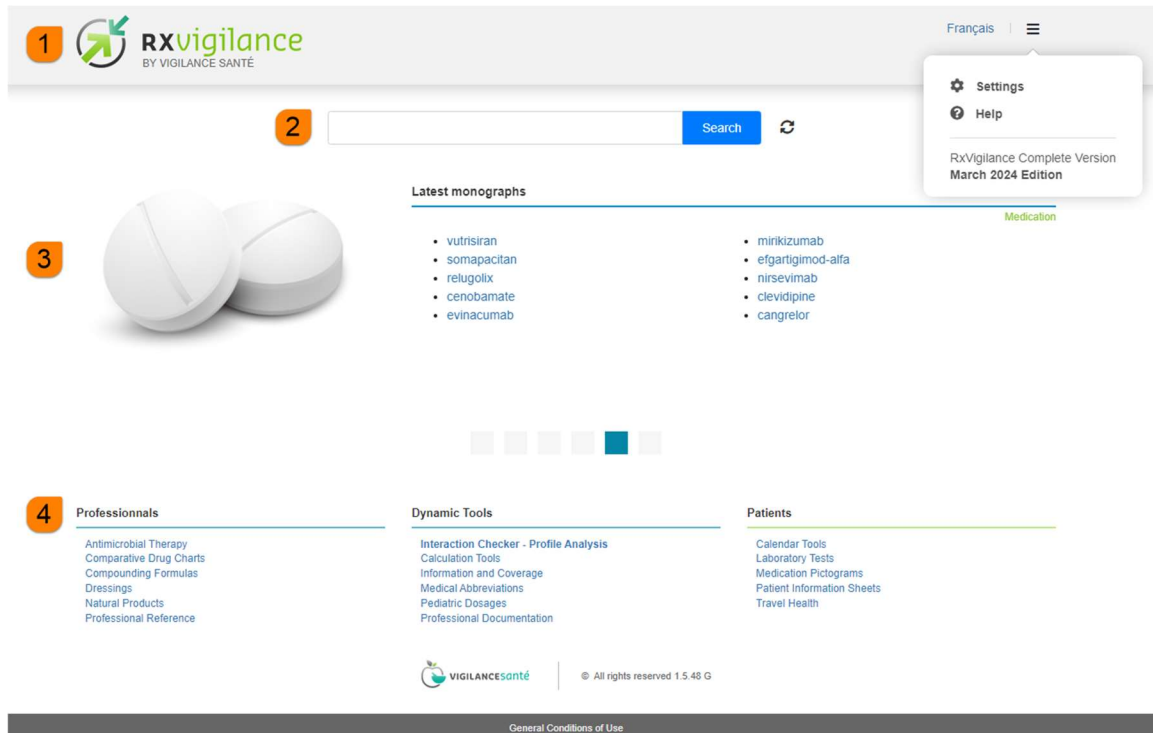 1
RXvigilance
BY VIGILANCE SANTÉ
Français
Settings
Help
RxVigilance Complete Version
March 2024 Edition
2
Search
3
Latest monographs
Medication
vutrisiran
somapacitan
relugolix
cenobamate
evinacumab
mirikizumab
efgartigimod-alfa
nirsevimab
clevidipine
cangrelor
4
Professionnals
Antimicrobial Therapy
Comparative Drug Charts
Compounding Formulas
Dressings
Natural Products
Professional Reference
Dynamic Tools
Interaction Checker - Profile Analysis
Calculation Tools
Information and Coverage
Medical Abbreviations
Pediatric Dosages
Professional Documentation
Patients
Calendar Tools
Laboratory Tests
Medication Pictograms
Patient Information Sheets
Travel Health
VIGILANCEsanté
© All rights reserved 1.5.48 G
General Conditions of Use